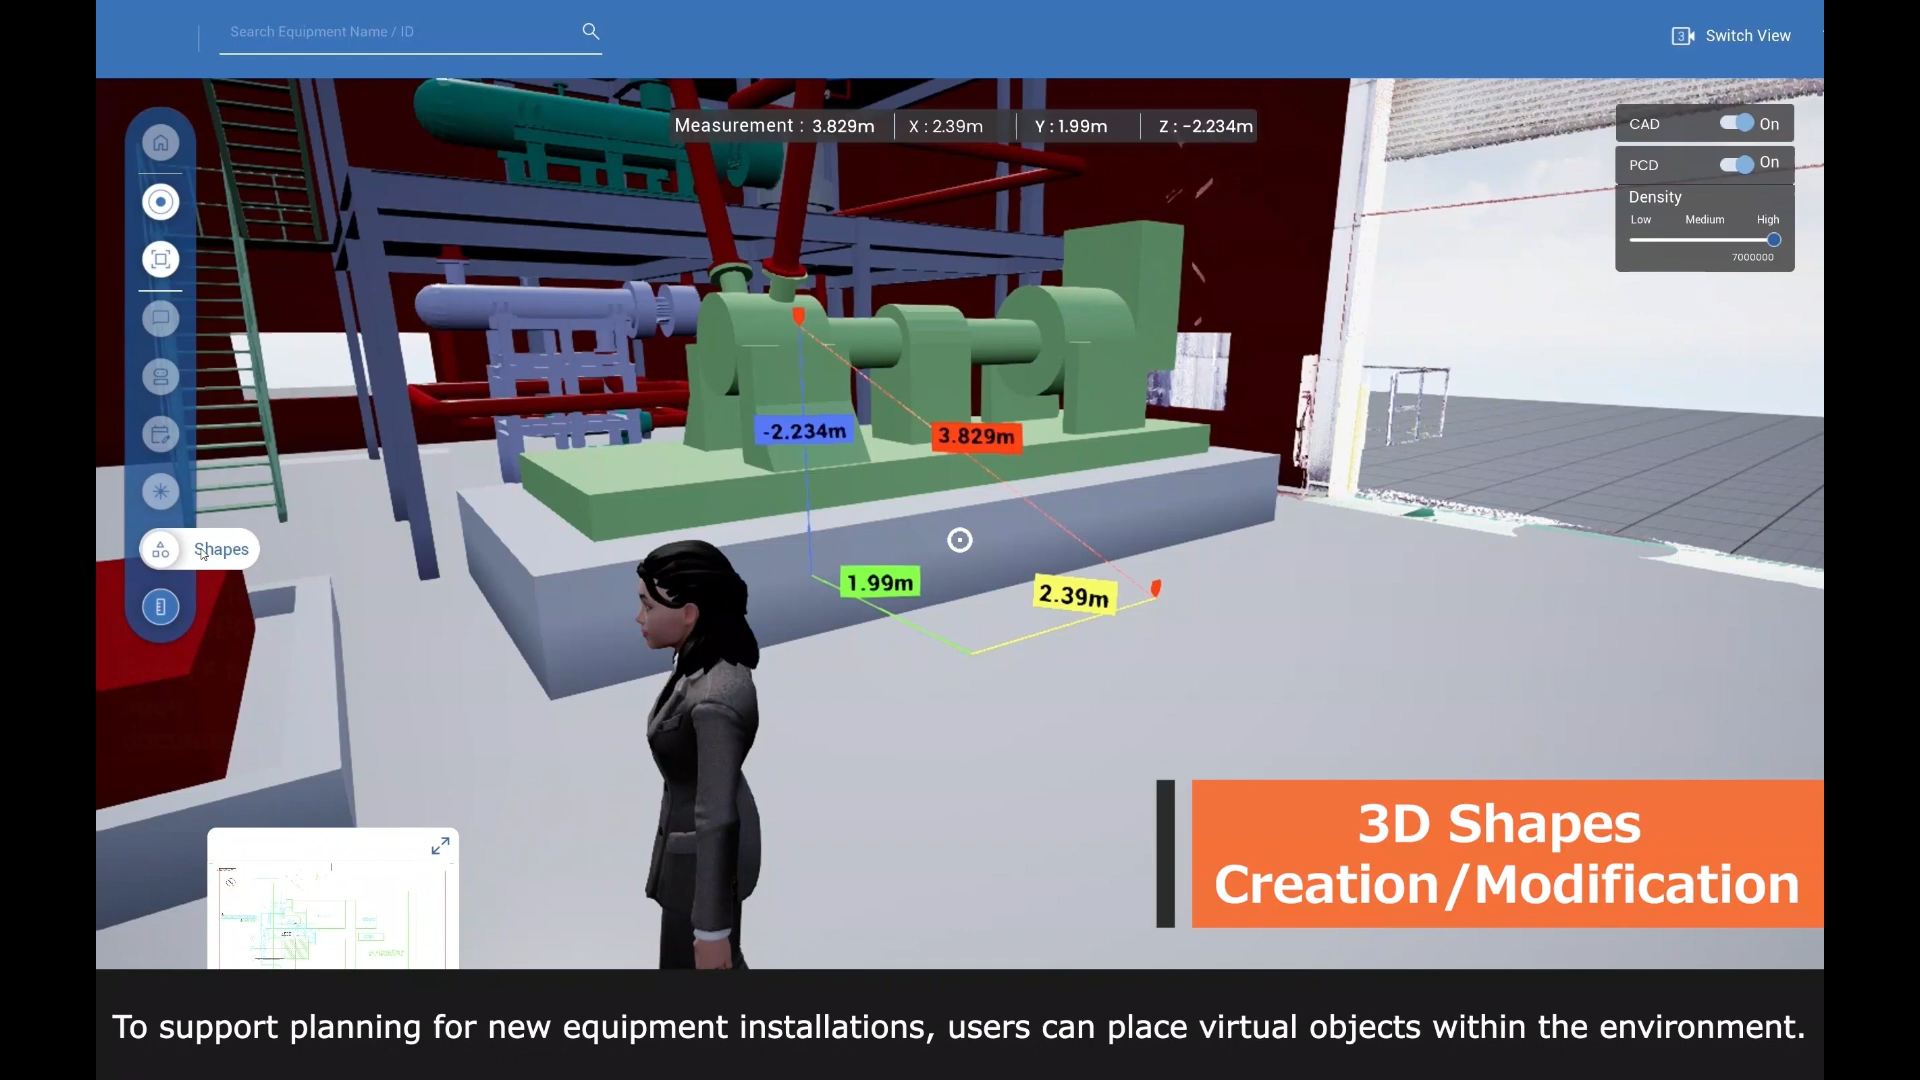 Search Equipment Name / ID
Switch View
Measurement : 3.829m
X : 2.39m
Y : 1.99m
Z : -2.234m
CAD On
PCD On
Density
Low Medium High
7000000
-2.234m
3.829m
1.99m
2.39m
Shapes
3D Shapes
Creation/Modification
To support planning for new equipment installations, users can place virtual objects within the environment.